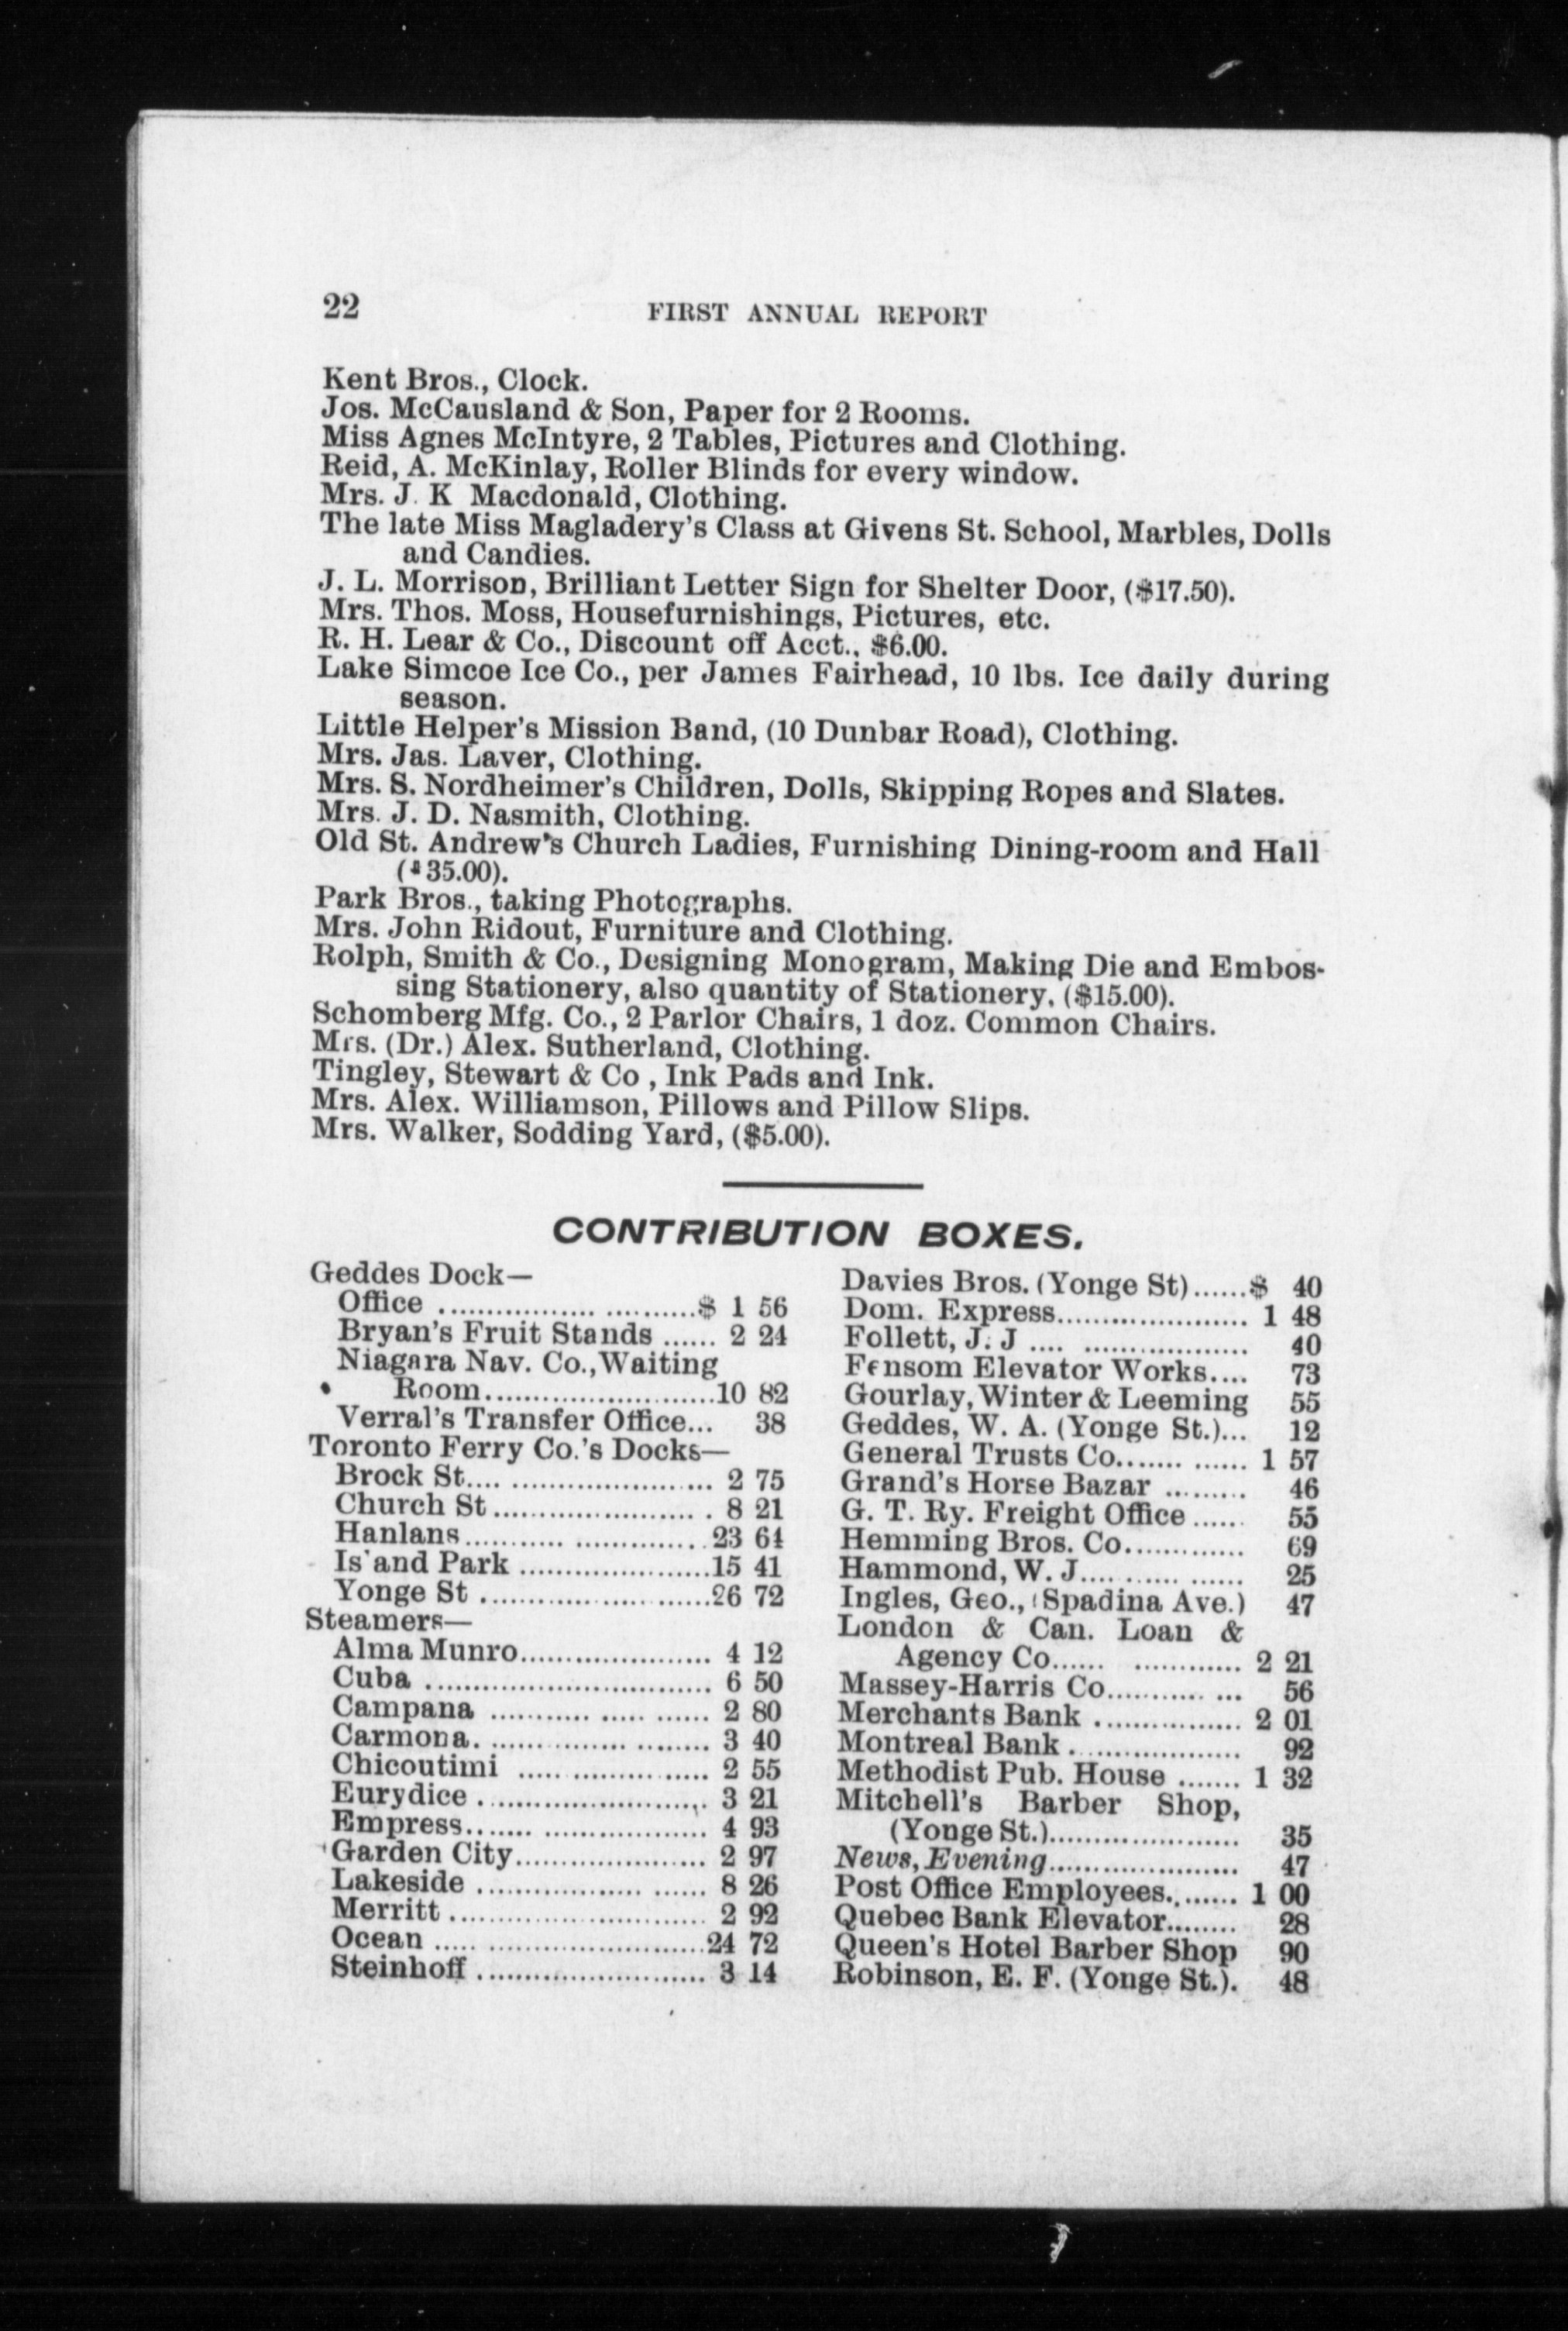 22 FIRST ANNUAL REPORT
Kent Bros., Clock.
Jos. McCausland & Son, Paper for 2 Rooms.
Miss Agnes McIntyre, 2 Tables, Pictures and Clothing.
Reid, A. McKinlay, Roller Blinds for every window.
Mrs. J. K Macdonald, Clothing.
The late Miss Magladery's Class at Givens St. School, Marbles, Dolls
and Candies.
J. L. Morrison, Brilliant Letter Sign for Shelter Door, ($17.50).
Mrs. Thos. Moss, Housefurnishings, Pictures, etc.
R. H. Lear & Co., Discount off Acct., $6.00.
Lake Simcoe Ice Co., per James Fairhead, 10 lbs. Ice daily during
season.
Little Helper's Mission Band, (10 Dunbar Road), Clothing.
Mrs. Jas. Laver, Clothing.
Mrs. S. Nordheimer's Children, Dolls, Skipping Ropes and Slates.
Mrs. J. D. Nasmith, Clothing.
Old St. Andrew's Church Ladies, Furnishing Dining-room and Hall
($35.00).
Park Bros., taking Photographs.
Mrs. John Ridout, Furniture and Clothing.
Rolph, Smith & Co., Designing Monogram, Making Die and Embos-
sing Stationery, also quantity of Stationery, ($15.00).
Schomberg Mfg. Co., 2 Parlor Chairs, 1 doz. Common Chairs.
Mrs. (Dr.) Alex. Sutherland, Clothing.
Tingley, Stewart & Co , Ink Pads and Ink.
Mrs. Alex. Williamson, Pillows and Pillow Slips.
Mrs. Walker, Sodding Yard, ($5.00).
CONTRIBUTION BOXES.
Geddes Dock—
Office ............................$ 1 56
Bryan's Fruit Stands ...... 2 24
Niagara Nav. Co., Waiting
Room............................10 82
Verral's Transfer Office... 38
Toronto Ferry Co.'s Docks—
Brock St............................ 2 75
Church St.......................... 8 21
Hanlans............................23 64
Is'and Park ......................15 41
Yonge St ..........................26 72
Steamers—
Alma Munro..................... 4 12
Cuba ............................... 6 50
Campana ........................ 2 80
Carmona.......................... 3 40
Chicoutimi ...................... 2 55
Eurydice .......................... 3 21
Empress........................... 4 93
Garden City..................... 2 97
Lakeside ......................... 8 26
Merritt ............................ 2 92
Ocean ..............................24 72
Steinhoff ......................... 3 14
Davies Bros. (Yonge St)......$ 40
Dom. Express..................... 1 48
Follett, J. J ...................... 40
Fensom Elevator Works.... 73
Gourlay, Winter & Leeming 55
Geddes, W. A. (Yonge St.)... 12
General Trusts Co.............. 1 57
Grand's Horse Bazar ......... 46
G. T. Ry. Freight Office ...... 55
Hemming Bros. Co............. 69
Hammond, W. J................. 25
Ingles, Geo., (Spadina Ave.) 47
London & Can. Loan &
Agency Co...................... 2 21
Massey-Harris Co.............. 56
Merchants Bank ................ 2 01
Montreal Bank ................... 92
Methodist Pub. House ....... 1 32
Mitchell's Barber Shop,
(Yonge St.)..................... 35
News, Evening..................... 47
Post Office Employees........ 1 00
Quebec Bank Elevator........ 28
Queen's Hotel Barber Shop 90
Robinson, E. F. (Yonge St.). 48